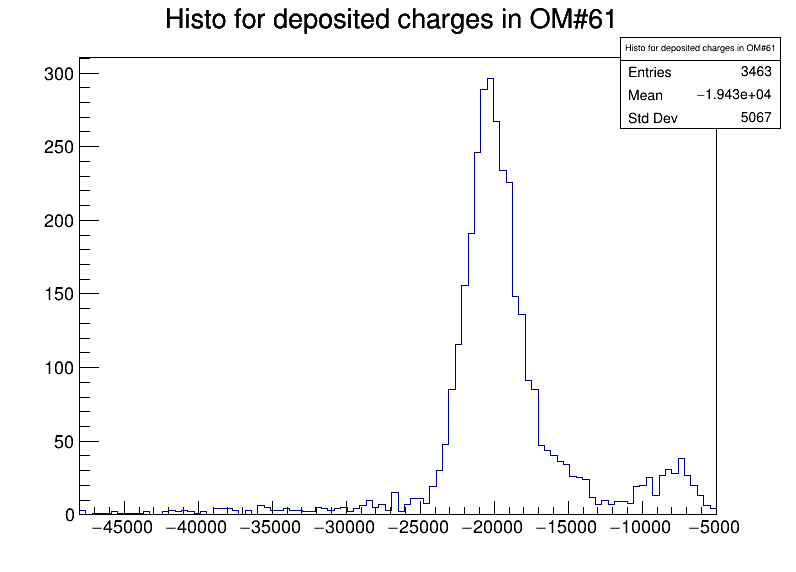 Histo for deposited charges in OM#61
Histo for deposited charges in OM#61
Entries 3463
Mean −1.943e+04
Std Dev 5067
300
250
200
150
100
50
0
−45000 −40000 −35000 −30000 −25000 −20000 −15000 −10000 −5000